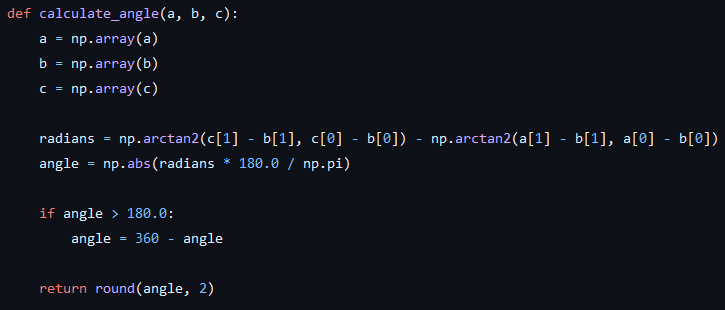 def calculate_angle(a, b, c):
    a = np.array(a)
    b = np.array(b)
    c = np.array(c)

    radians = np.arctan2(c[1] - b[1], c[0] - b[0]) - np.arctan2(a[1] - b[1], a[0] - b[0])
    angle = np.abs(radians * 180.0 / np.pi)

    if angle > 180.0:
        angle = 360 - angle

    return round(angle, 2)